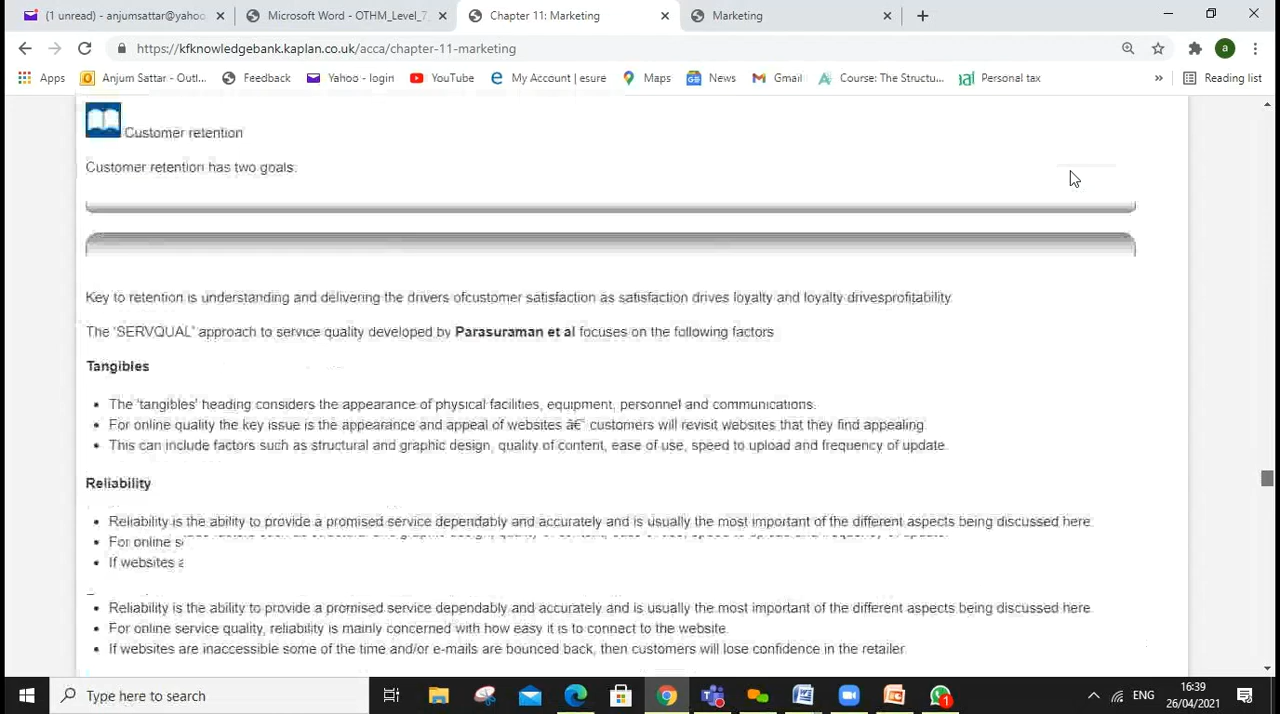 (1 unread) - anjumsattar@yahoo
Microsoft Word - OTHM_Level_7_
Chapter 11: Marketing
Marketing
https://kfknowledgebank.kaplan.co.uk/acca/chapter-11-marketing
a
Apps
Anjum Sattar - Outl...
Feedback
Yahoo - login
YouTube
My Account | esure
Maps
News
Gmail
Course: The Structu...
Personal tax
»
Reading list
Customer retention
Customer retention has two goals:
Key to retention is understanding and delivering the drivers ofcustomer satisfaction as satisfaction drives loyalty and loyalty drivesprofitability.
The 'SERVQUAL' approach to service quality developed by Parasuraman et al focuses on the following factors
Tangibles
• The 'tangibles' heading considers the appearance of physical facilities, equipment, personnel and communications.
• For online quality the key issue is the appearance and appeal of websites â€" customers will revisit websites that they find appealing.
• This can include factors such as structural and graphic design, quality of content, ease of use, speed to upload and frequency of update.
Reliability
• Reliability is the ability to provide a promised service dependably and accurately and is usually the most important of the different aspects being discussed here.
• For online s
• If websites a
• Reliability is the ability to provide a promised service dependably and accurately and is usually the most important of the different aspects being discussed here.
• For online service quality, reliability is mainly concerned with how easy it is to connect to the website.
• If websites are inaccessible some of the time and/or e-mails are bounced back, then customers will lose confidence in the retailer.
Type here to search
1
ENG
16:39
26/04/2021